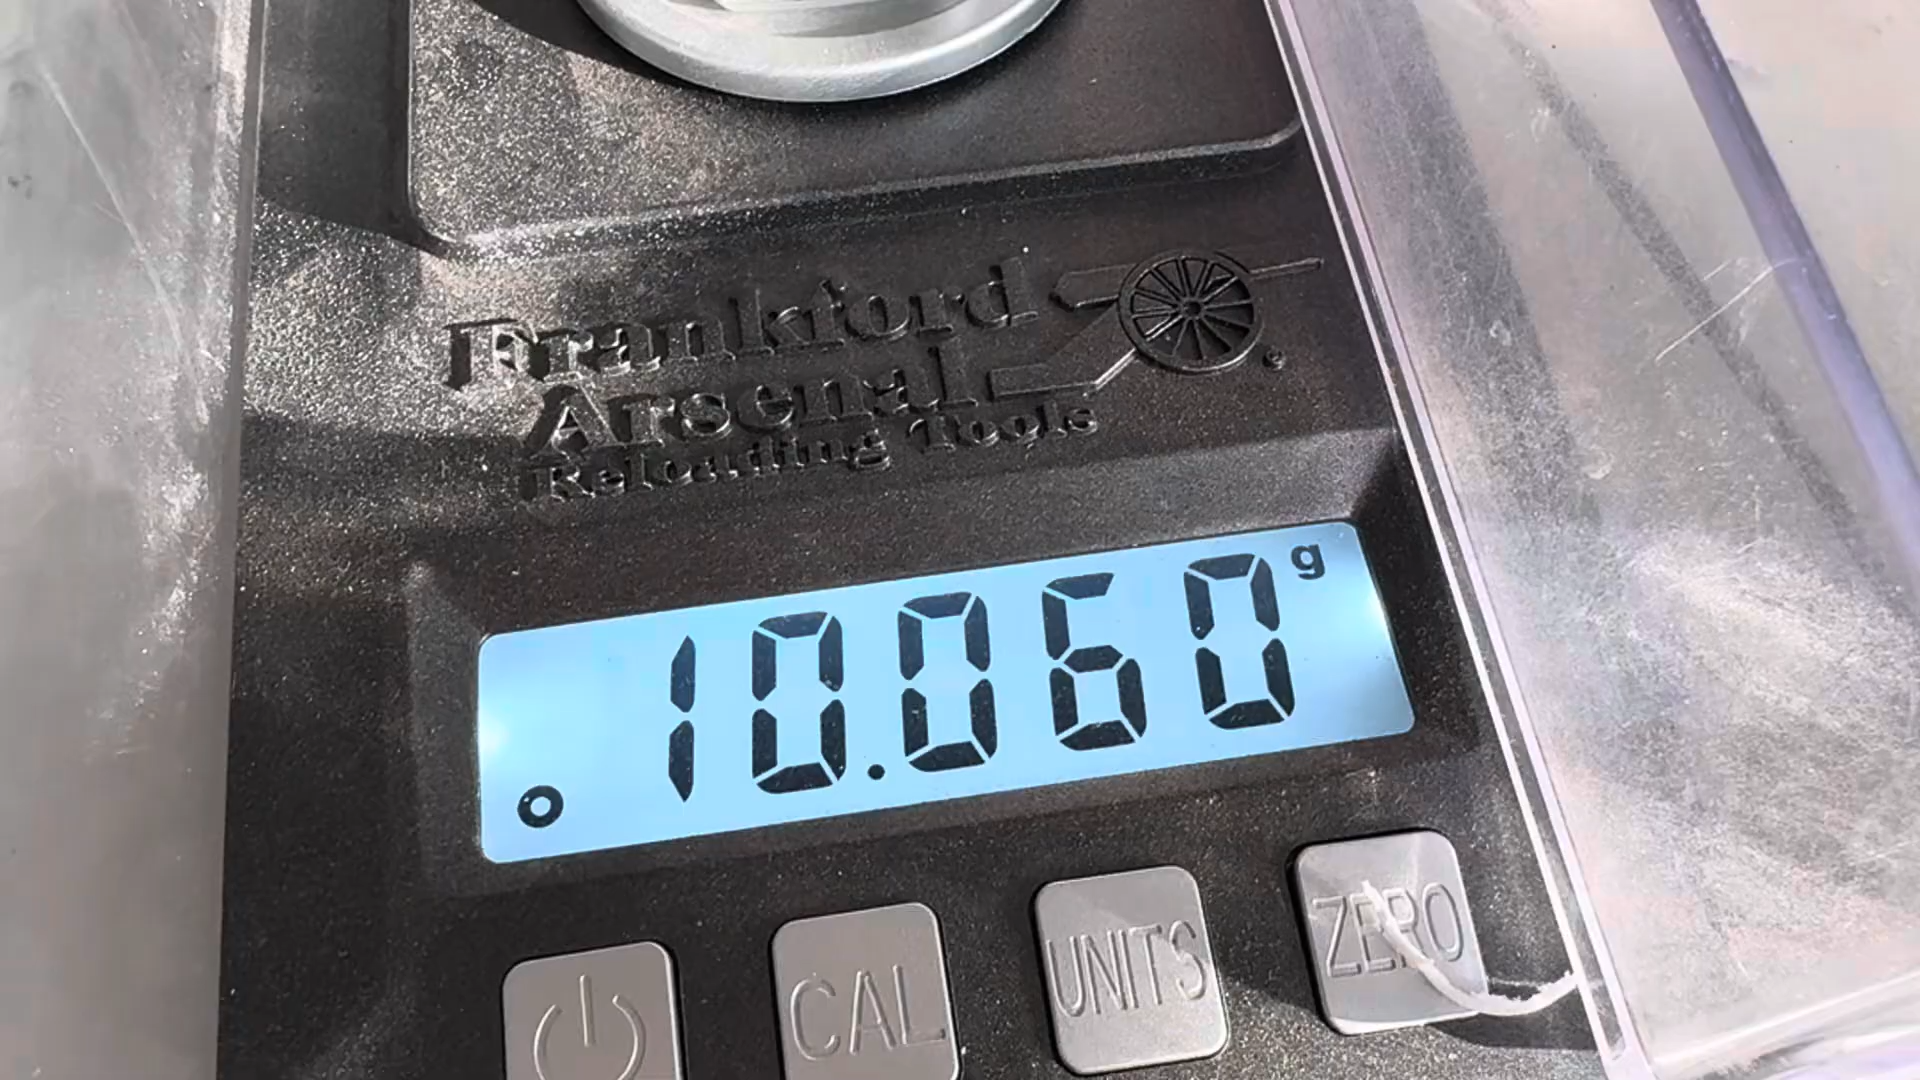 Frankford
Arsenal
Reloading Tools
10.060 g
CAL
UNITS
ZERO